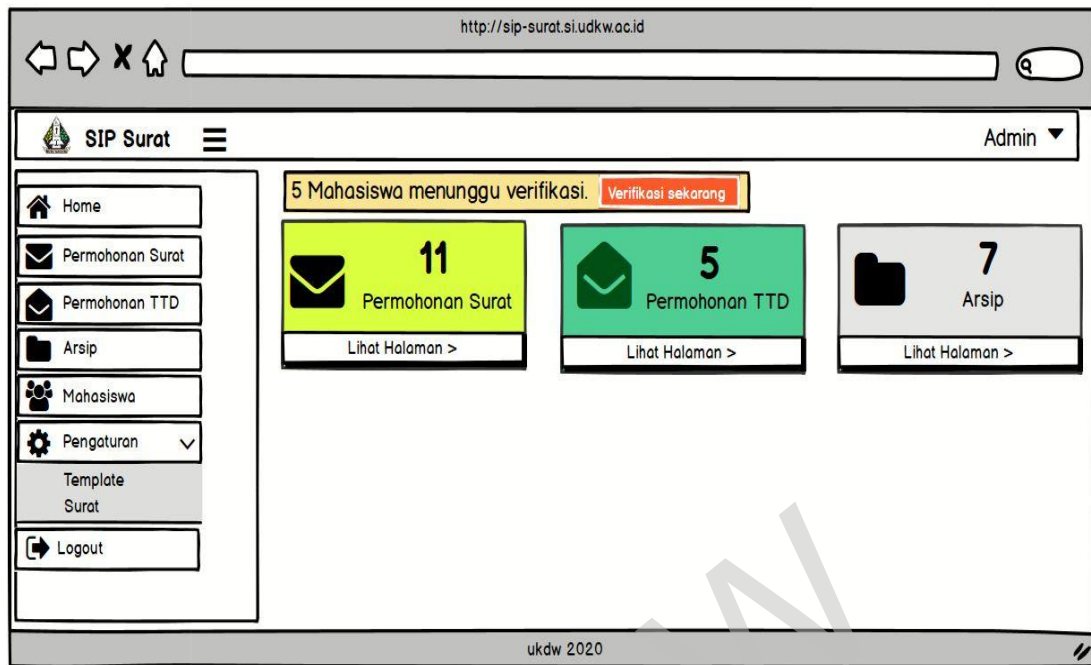 http://sip-surat.si.udkw.ac.id
SIP Surat
Admin
Home
Permohonan Surat
Permohonan TTD
Arsip
Mahasiswa
Pengaturan
Template
Surat
Logout
5 Mahasiswa menunggu verifikasi. Verifikasi sekarang
11
Permohonan Surat
Lihat Halaman >
5
Permohonan TTD
Lihat Halaman >
7
Arsip
Lihat Halaman >
ukdw 2020